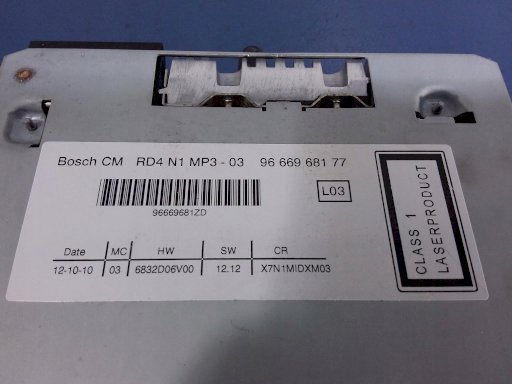 Bosch CM RD4 N1 MP3 - 03 96 669 681 77
L03
96669681ZD
Date MC HW SW CR
12-10-10 03 6832D06V00 12.12 X7N1MIDXM03
CLASS 1
LASERPRODUCT